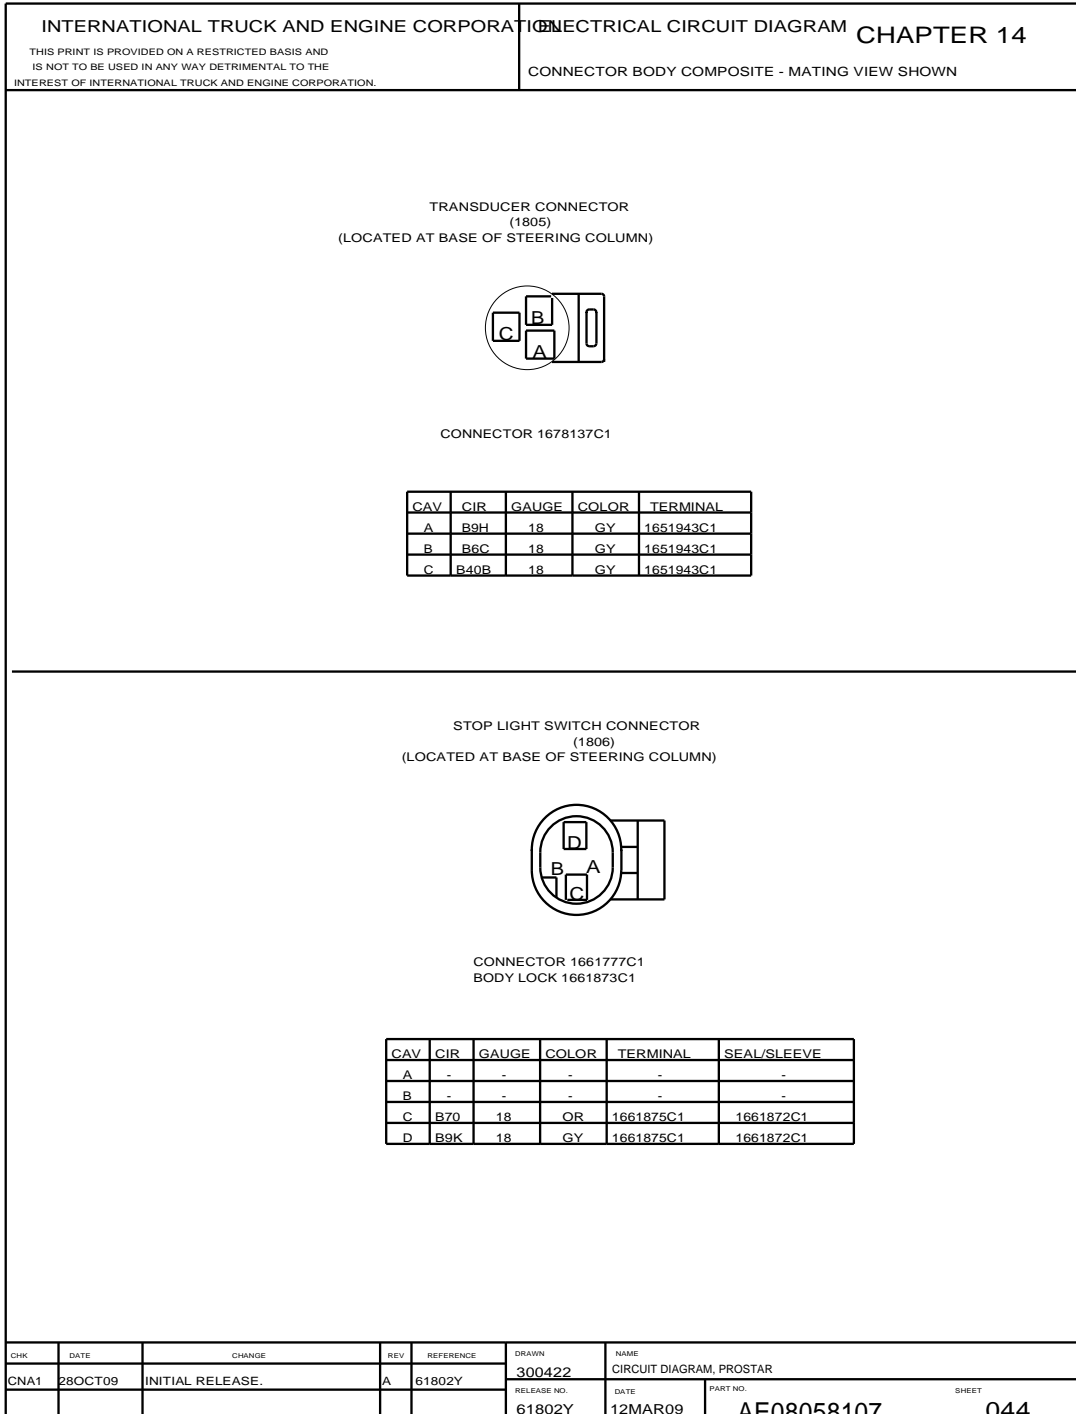 INTERNATIONAL TRUCK AND ENGINE CORPORATION
THIS PRINT IS PROVIDED ON A RESTRICTED BASIS AND
IS NOT TO BE USED IN ANY WAY DETRIMENTAL TO THE
INTEREST OF INTERNATIONAL TRUCK AND ENGINE CORPORATION.
ELECTRICAL CIRCUIT DIAGRAM
CHAPTER 14
CONNECTOR BODY COMPOSITE - MATING VIEW SHOWN
TRANSDUCER CONNECTOR
(1805)
(LOCATED AT BASE OF STEERING COLUMN)
B
C
A
CONNECTOR 1678137C1
CAV CIR GAUGE COLOR TERMINAL
A B9H 18 GY 1651943C1
B B6C 18 GY 1651943C1
C B40B 18 GY 1651943C1
STOP LIGHT SWITCH CONNECTOR
(1806)
(LOCATED AT BASE OF STEERING COLUMN)
D
B A
C
CONNECTOR 1661777C1
BODY LOCK 1661873C1
CAV CIR GAUGE COLOR TERMINAL SEAL/SLEEVE
A - - - - -
B - - - - -
C B70 18 OR 1661875C1 1661872C1
D B9K 18 GY 1661875C1 1661872C1
CHK DATE CHANGE REV REFERENCE DRAWN NAME
CNA1 28OCT09 INITIAL RELEASE. A 61802Y 300422 CIRCUIT DIAGRAM, PROSTAR
RELEASE NO. DATE PART NO. SHEET
61802Y 12MAR09 AE08058107 044